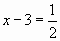 x − 3 = 1/2